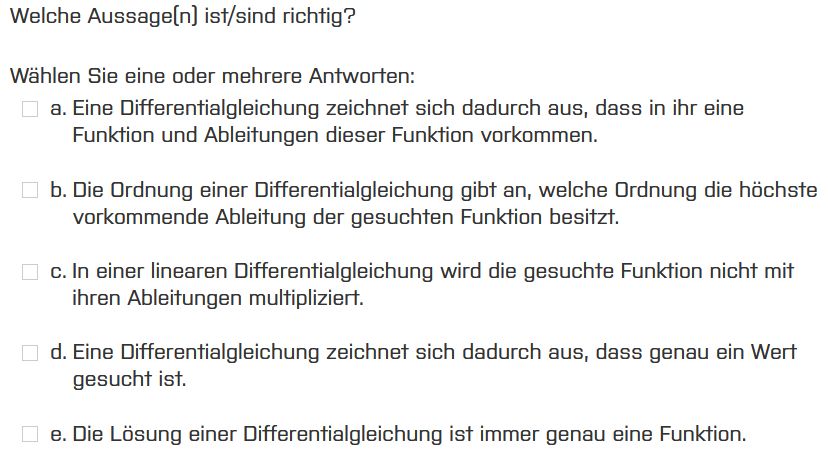 Welche Aussage(n) ist/sind richtig?
Wählen Sie eine oder mehrere Antworten:
a. Eine Differentialgleichung zeichnet sich dadurch aus, dass in ihr eine
Funktion und Ableitungen dieser Funktion vorkommen.
b. Die Ordnung einer Differentialgleichung gibt an, welche Ordnung die höchste
vorkommende Ableitung der gesuchten Funktion besitzt.
c. In einer linearen Differentialgleichung wird die gesuchte Funktion nicht mit
ihren Ableitungen multipliziert.
d. Eine Differentialgleichung zeichnet sich dadurch aus, dass genau ein Wert
gesucht ist.
e. Die Lösung einer Differentialgleichung ist immer genau eine Funktion.